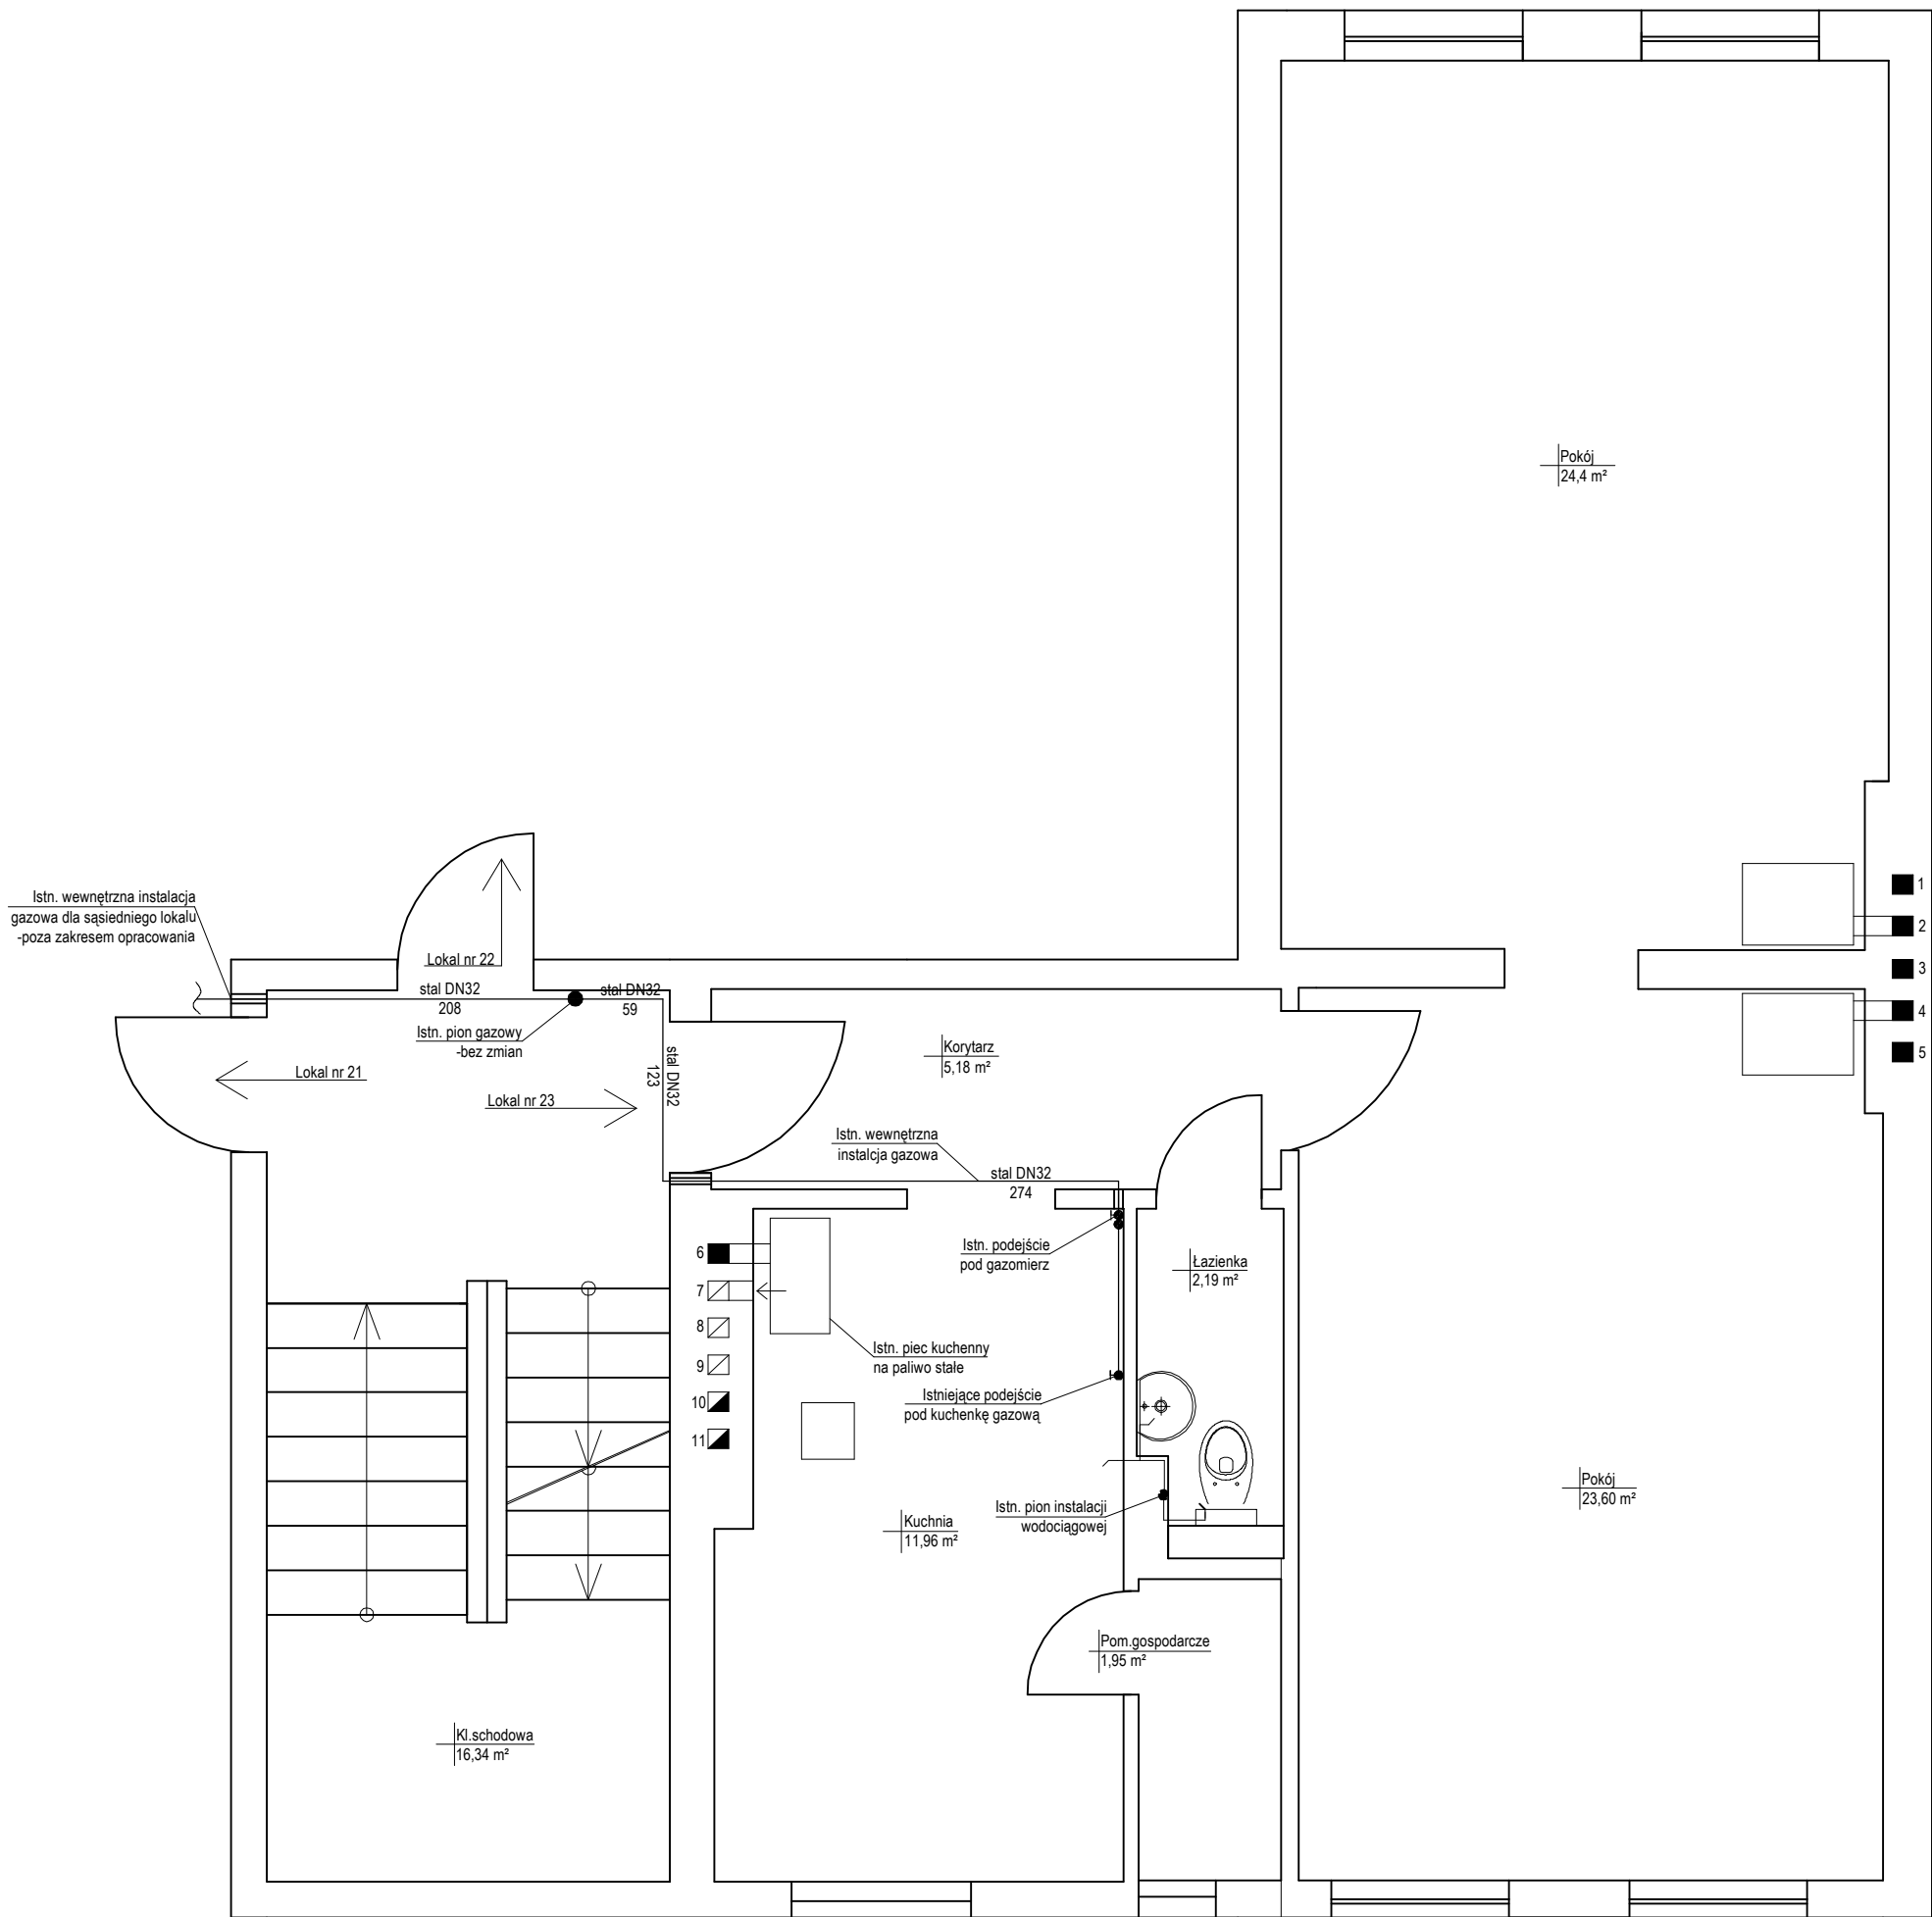 Pokój
24,4 m²
1
2
3
4
5
Istn. wewnętrzna instalacja
gazowa dla sąsiedniego lokalu
-poza zakresem opracowania
Lokal nr 22
stal DN32
208
stal DN32
59
Istn. pion gazowy
-bez zmian
stal DN32
123
Lokal nr 21
Lokal nr 23
Korytarz
5,18 m²
Istn. wewnętrzna
instalcja gazowa
stal DN32
274
Istn. podejście
pod gazomierz
Łazienka
2,19 m²
6
7
8
9
10
11
Istn. piec kuchenny
na paliwo stałe
Istniejące podejście
pod kuchenkę gazową
Istn. pion instalacji
wodociągowej
Kuchnia
11,96 m²
Pokój
23,60 m²
Pom.gospodarcze
1,95 m²
Kl.schodowa
16,34 m²